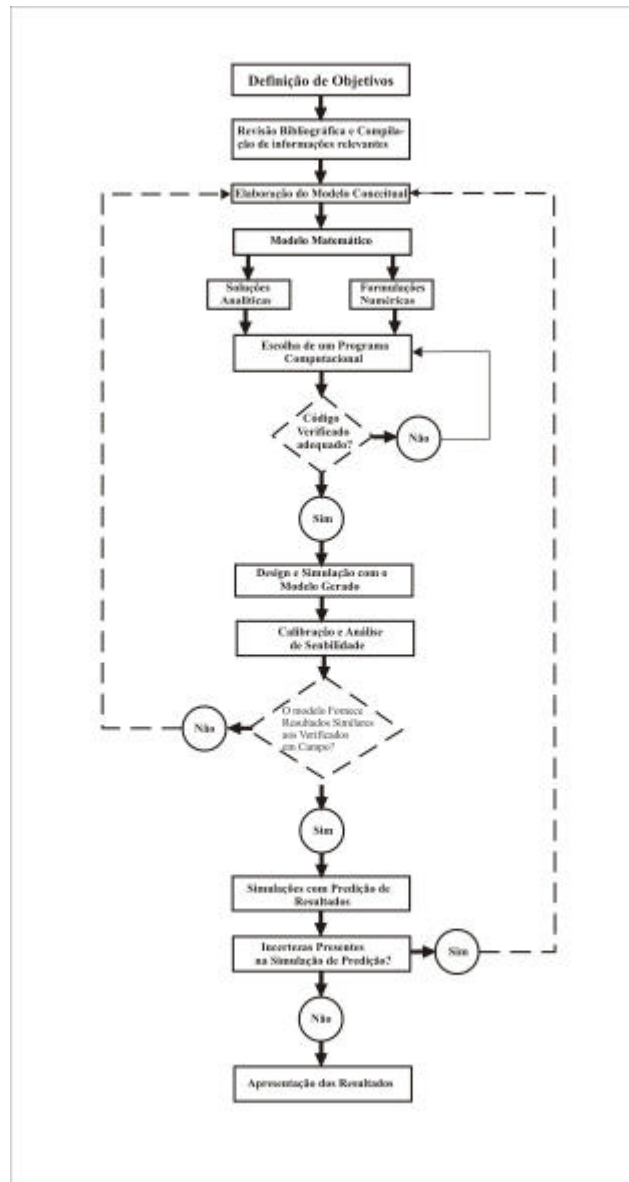 Definição de Objetivos
Revisão Bibliográfica e Compila-
ção de informações relevantes
Elaboração do Modelo Conceitual
Modelo Matemático
Soluções
Analíticas
Formulações
Numéricas
Escolha de um Programa
Computacional
Código
Verificado
adequado?
Não
Sim
Design e Simulação com o
Modelo Gerado
Calibração e Análise
de Senbilidade
O modelo Fornece
Resultados Similares
aos Verificados
em Campo?
Não
Sim
Simulações com Predição de
Resultados
Incertezas Presentes
na Simulação de Predição?
Sim
Não
Apresentação dos Resultados